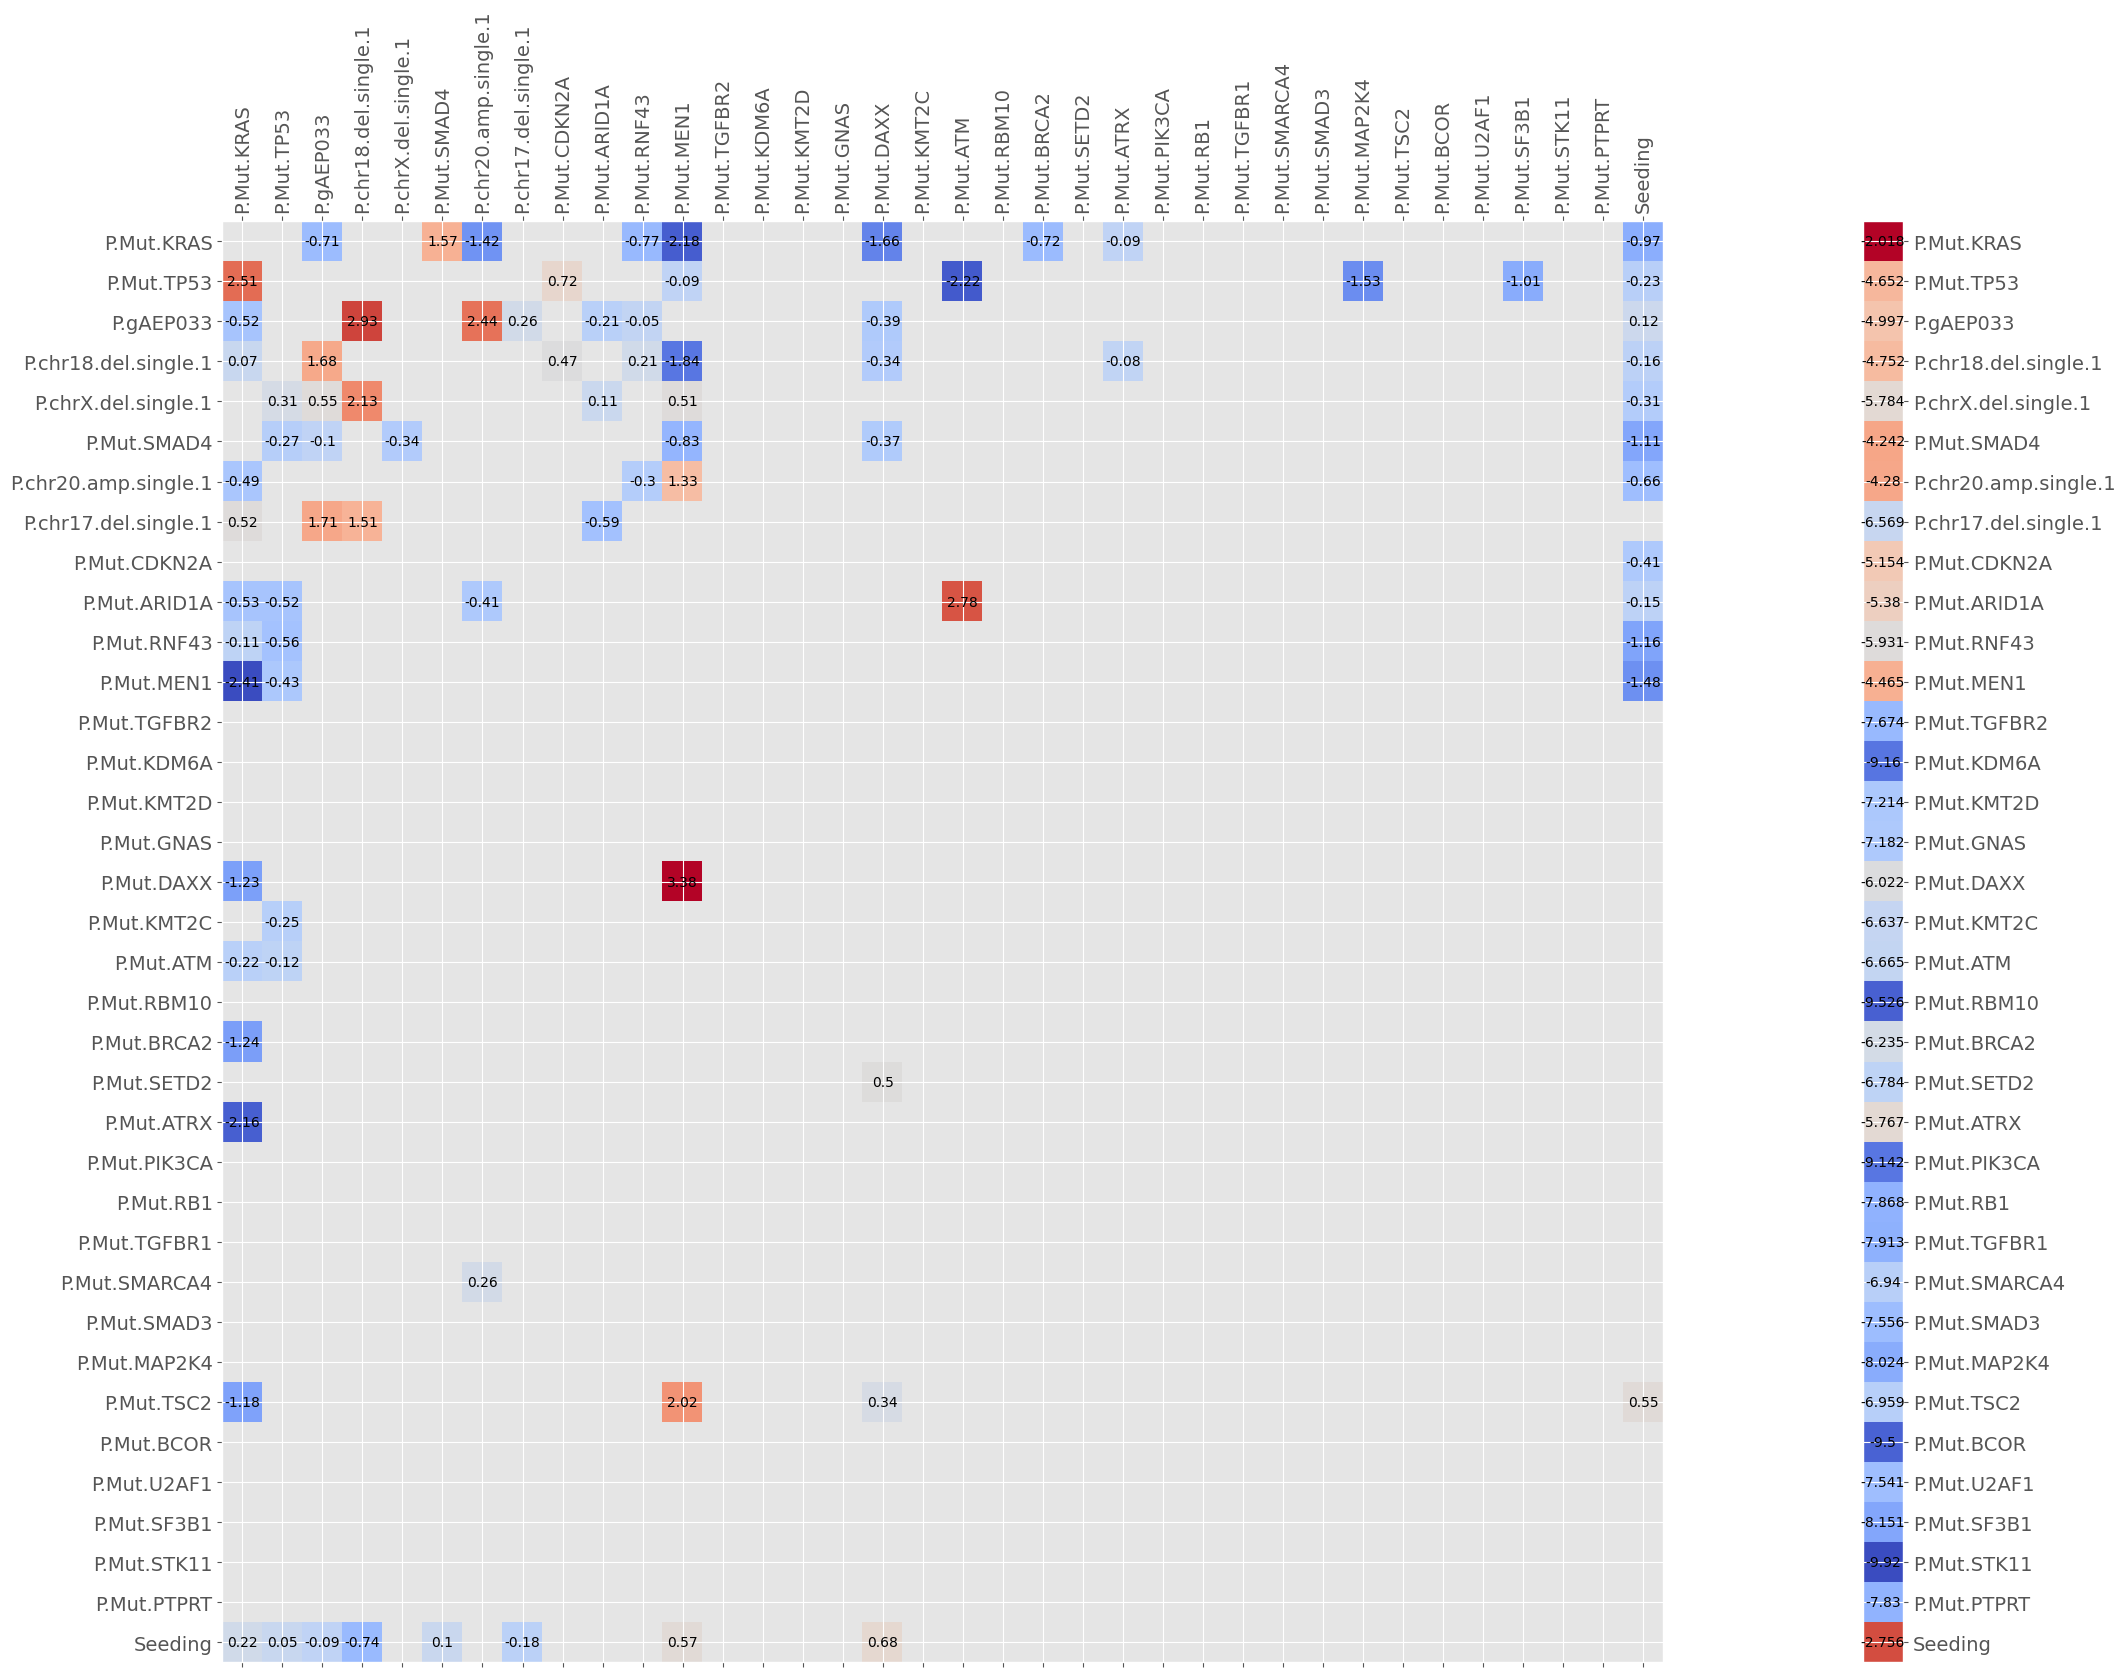 P.Mut.KRAS P.Mut.TP53 P.gAEP033 P.chr18.del.single.1 P.chrX.del.single.1 P.Mut.SMAD4 P.chr20.amp.single.1 P.chr17.del.single.1 P.Mut.CDKN2A P.Mut.ARID1A P.Mut.RNF43 P.Mut.MEN1 P.Mut.TGFBR2 P.Mut.KDM6A P.Mut.KMT2D P.Mut.GNAS P.Mut.DAXX P.Mut.KMT2C P.Mut.ATM P.Mut.RBM10 P.Mut.BRCA2 P.Mut.SETD2 P.Mut.ATRX P.Mut.PIK3CA P.Mut.RB1 P.Mut.TGFBR1 P.Mut.SMARCA4 P.Mut.SMAD3 P.Mut.MAP2K4 P.Mut.TSC2 P.Mut.BCOR P.Mut.U2AF1 P.Mut.SF3B1 P.Mut.STK11 P.Mut.PTPRT Seeding
P.Mut.KRAS -0.71 1.57 -1.42 -0.77 -2.18 -1.66 -0.72 -0.09 -0.97 -2.018 P.Mut.KRAS
P.Mut.TP53 2.51 0.72 -0.09 -2.22 -1.53 -1.01 -0.23 -4.652 P.Mut.TP53
P.gAEP033 -0.52 2.93 2.44 0.26 -0.21 -0.05 -0.39 0.12 -4.997 P.gAEP033
P.chr18.del.single.1 0.07 1.68 0.47 0.21 -1.84 -0.34 -0.08 -0.16 -4.752 P.chr18.del.single.1
P.chrX.del.single.1 0.31 0.55 2.13 0.11 0.51 -0.31 -5.784 P.chrX.del.single.1
P.Mut.SMAD4 -0.27 -0.1 -0.34 -0.83 -0.37 -1.11 -4.242 P.Mut.SMAD4
P.chr20.amp.single.1 -0.49 -0.3 1.33 -0.66 -4.28 P.chr20.amp.single.1
P.chr17.del.single.1 0.52 1.71 1.51 -0.59 -6.569 P.chr17.del.single.1
P.Mut.CDKN2A -0.41 -5.154 P.Mut.CDKN2A
P.Mut.ARID1A -0.53 -0.52 -0.41 2.78 -0.15 -5.38 P.Mut.ARID1A
P.Mut.RNF43 -0.11 -0.56 -1.16 -5.931 P.Mut.RNF43
P.Mut.MEN1 -2.41 -0.43 -1.48 -4.465 P.Mut.MEN1
P.Mut.TGFBR2 -7.674 P.Mut.TGFBR2
P.Mut.KDM6A -9.16 P.Mut.KDM6A
P.Mut.KMT2D -7.214 P.Mut.KMT2D
P.Mut.GNAS -7.182 P.Mut.GNAS
P.Mut.DAXX -1.23 3.38 -6.022 P.Mut.DAXX
P.Mut.KMT2C -0.25 -6.637 P.Mut.KMT2C
P.Mut.ATM -0.22 -0.12 -6.665 P.Mut.ATM
P.Mut.RBM10 -9.526 P.Mut.RBM10
P.Mut.BRCA2 -1.24 -6.235 P.Mut.BRCA2
P.Mut.SETD2 0.5 -6.784 P.Mut.SETD2
P.Mut.ATRX -2.16 -5.767 P.Mut.ATRX
P.Mut.PIK3CA -9.142 P.Mut.PIK3CA
P.Mut.RB1 -7.868 P.Mut.RB1
P.Mut.TGFBR1 -7.913 P.Mut.TGFBR1
P.Mut.SMARCA4 0.26 -6.94 P.Mut.SMARCA4
P.Mut.SMAD3 -7.556 P.Mut.SMAD3
P.Mut.MAP2K4 -8.024 P.Mut.MAP2K4
P.Mut.TSC2 -1.18 2.02 0.34 0.55 -6.959 P.Mut.TSC2
P.Mut.BCOR -9.5 P.Mut.BCOR
P.Mut.U2AF1 -7.541 P.Mut.U2AF1
P.Mut.SF3B1 -8.151 P.Mut.SF3B1
P.Mut.STK11 -9.92 P.Mut.STK11
P.Mut.PTPRT -7.83 P.Mut.PTPRT
Seeding 0.22 0.05 -0.09 -0.74 0.1 -0.18 0.57 0.68 -2.756 Seeding